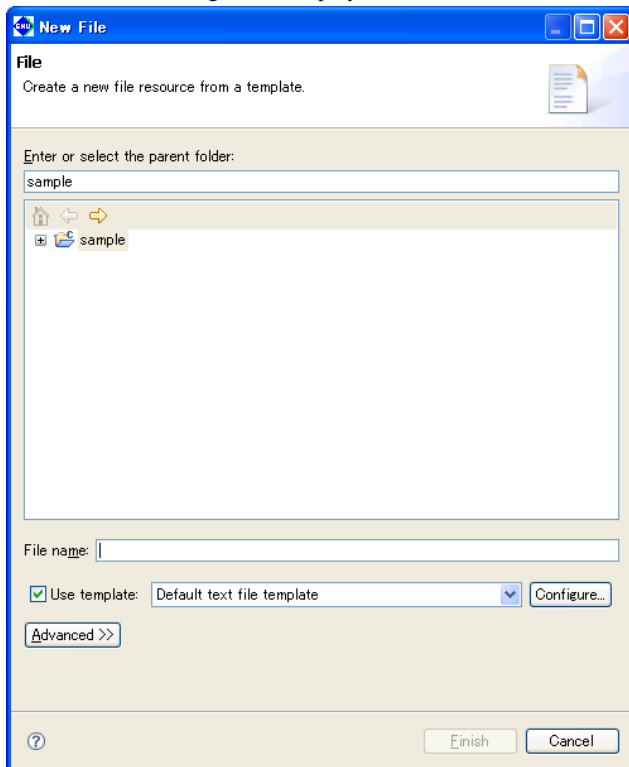 New File
File
Create a new file resource from a template.
Enter or select the parent folder:
sample
sample
File name:
Use template: Default text file template Configure...
Advanced >>
Finish Cancel